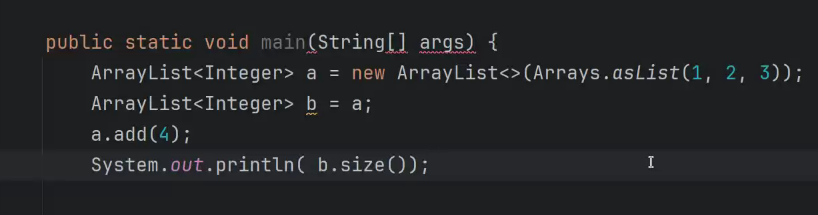 public static void main(String[] args) {
ArrayList<Integer> a = new ArrayList<>(Arrays.asList(1, 2, 3));
ArrayList<Integer> b = a;
a.add(4);
System.out.println( b.size());